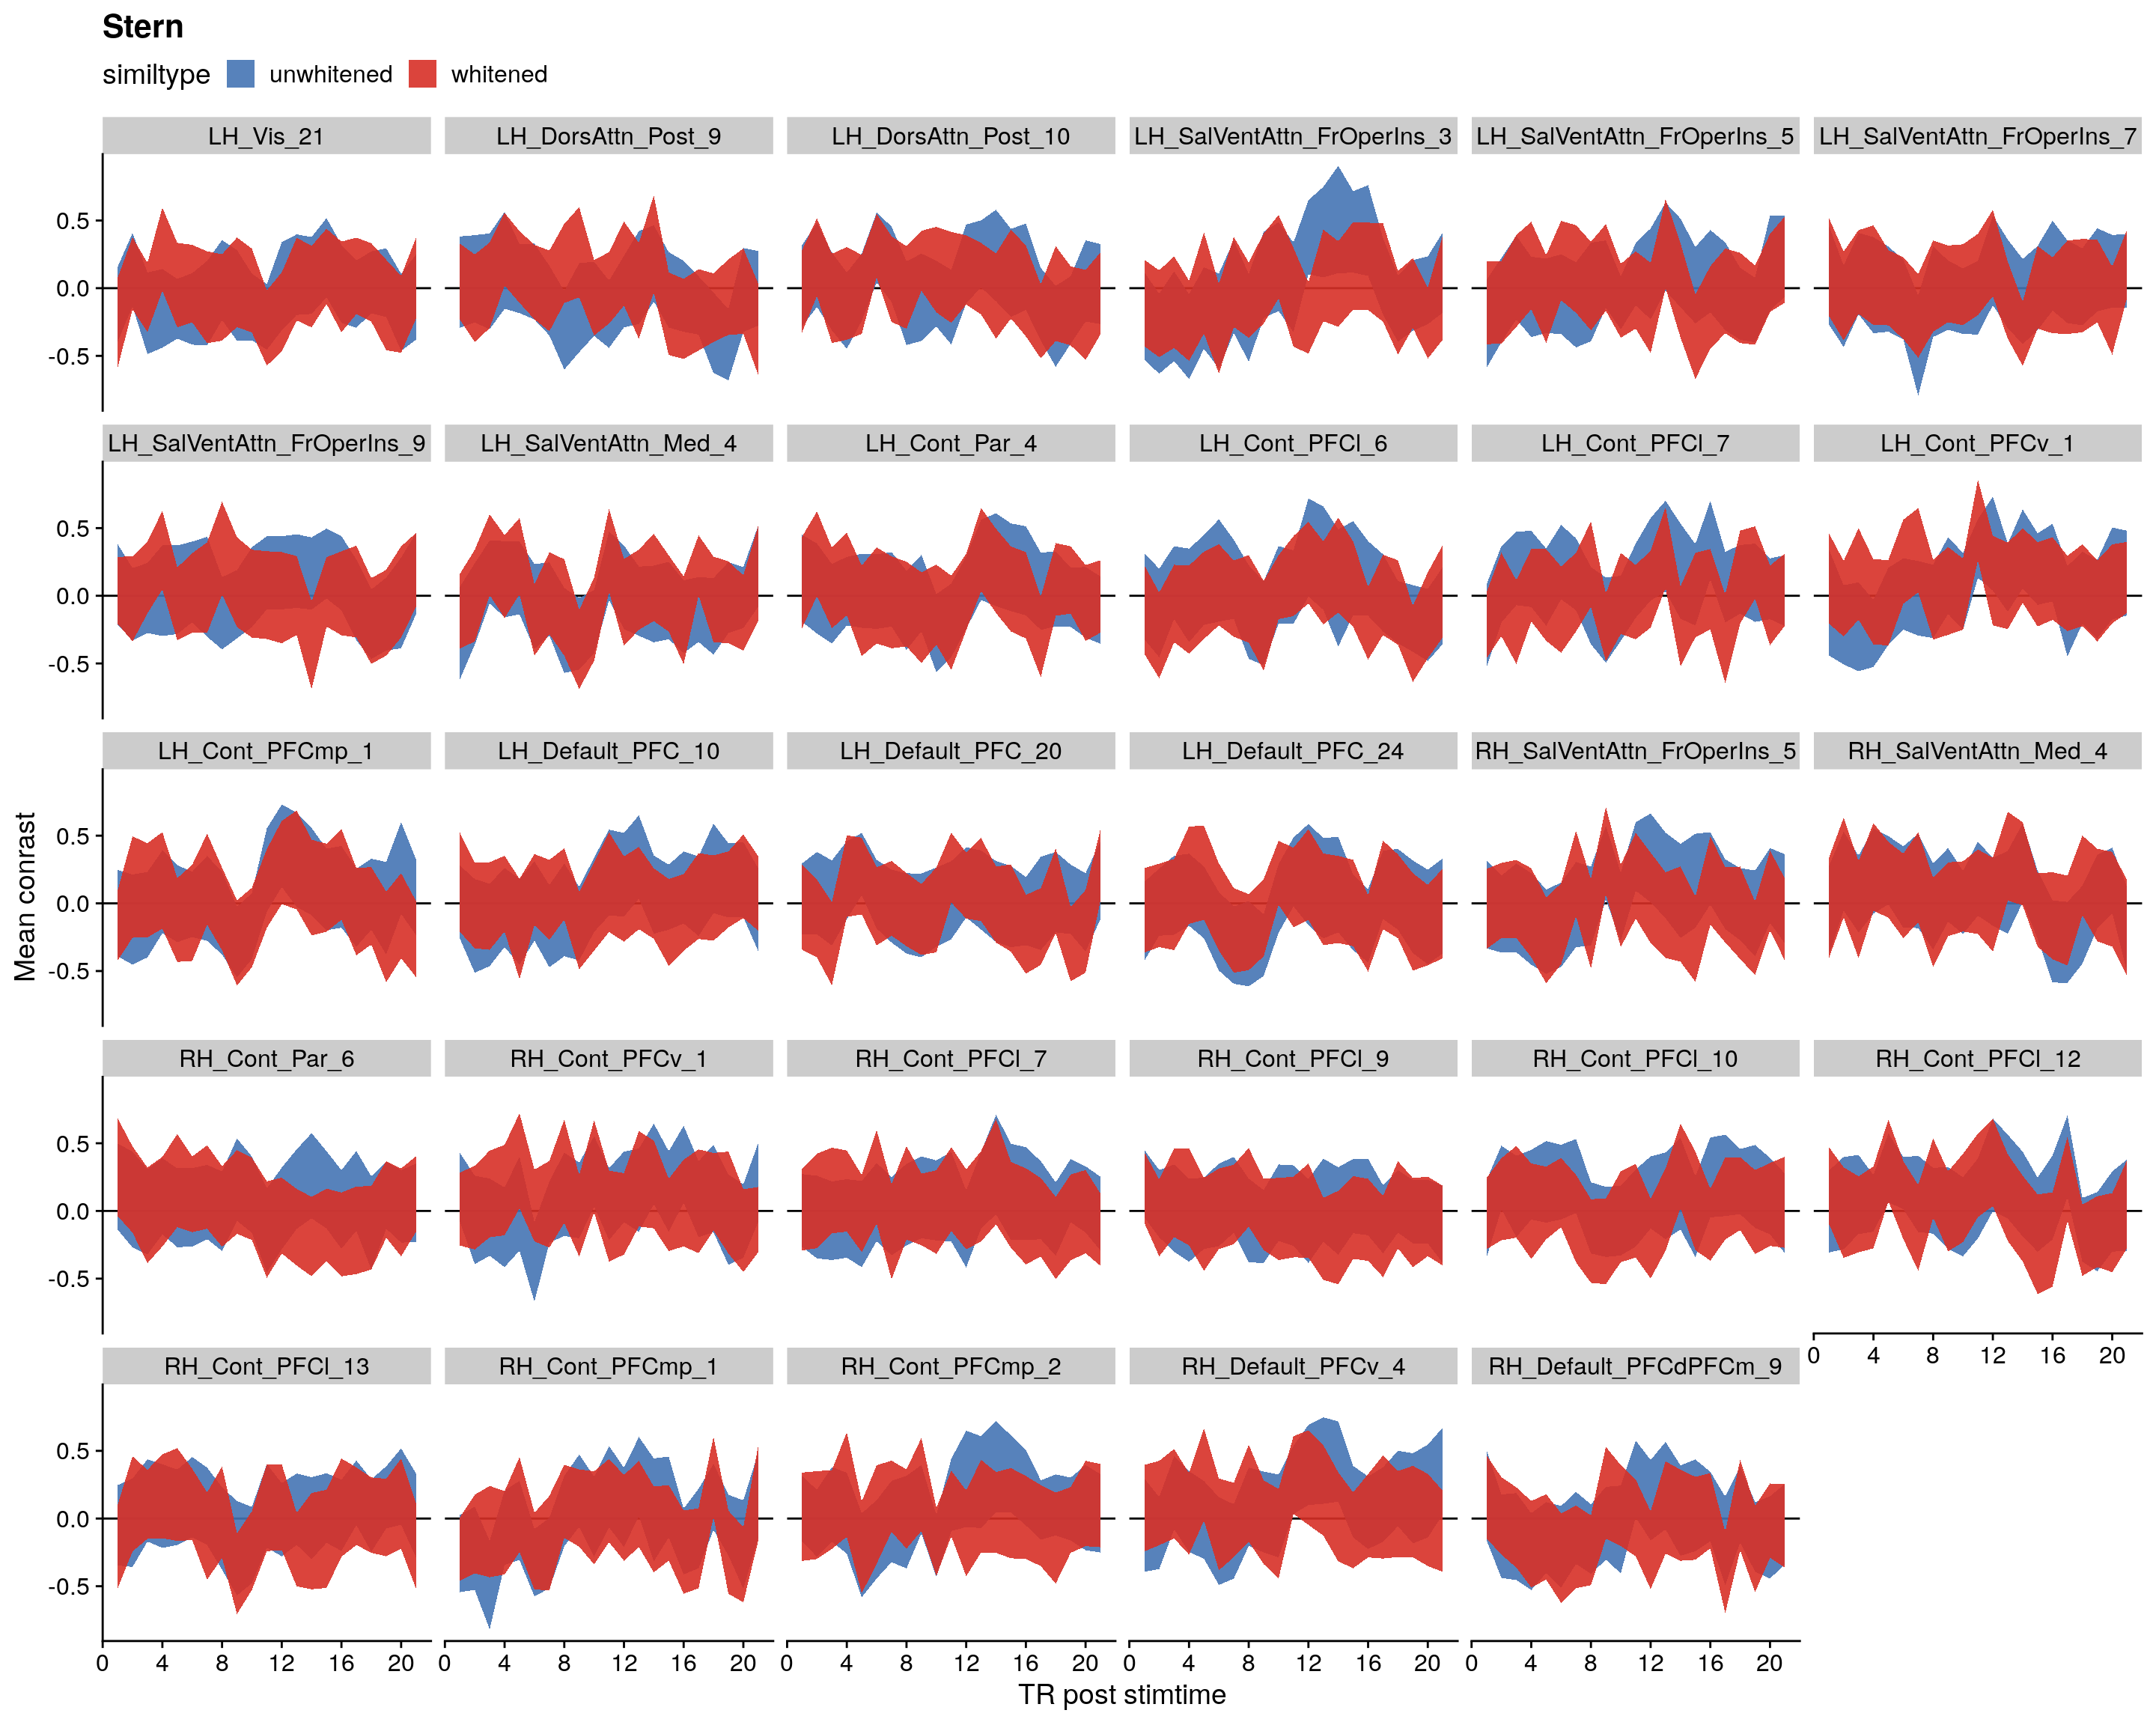 Stern
similtype unwhitened whitened
LH_Vis_21 LH_DorsAttn_Post_9 LH_DorsAttn_Post_10 LH_SalVentAttn_FrOperIns_3 LH_SalVentAttn_FrOperIns_5 LH_SalVentAttn_FrOperIns_7
0.5
0.0
-0.5
LH_SalVentAttn_FrOperIns_9 LH_SalVentAttn_Med_4 LH_Cont_Par_4 LH_Cont_PFCl_6 LH_Cont_PFCl_7 LH_Cont_PFCv_1
0.5
0.0
-0.5
LH_Cont_PFCmp_1 LH_Default_PFC_10 LH_Default_PFC_20 LH_Default_PFC_24 RH_SalVentAttn_FrOperIns_5 RH_SalVentAttn_Med_4
Mean conrast
0.5
0.0
-0.5
RH_Cont_Par_6 RH_Cont_PFCv_1 RH_Cont_PFCl_7 RH_Cont_PFCl_9 RH_Cont_PFCl_10 RH_Cont_PFCl_12
0.5
0.0
-0.5
0 4 8 12 16 20
RH_Cont_PFCl_13 RH_Cont_PFCmp_1 RH_Cont_PFCmp_2 RH_Default_PFCv_4 RH_Default_PFCdPFCm_9
0.5
0.0
-0.5
0 4 8 12 16 20 0 4 8 12 16 20 0 4 8 12 16 20 0 4 8 12 16 20 0 4 8 12 16 20
TR post stimtime